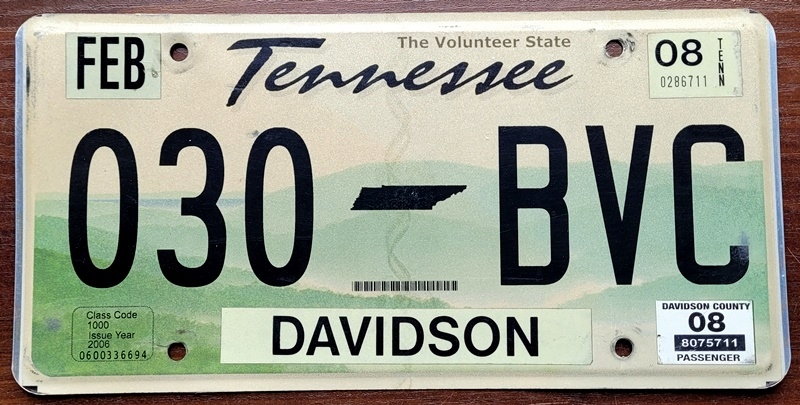 FEB
The Volunteer State
Tennessee
08
TENN
0286711
030 BVC
Class Code
1000
Issue Year
2006
0600336694
DAVIDSON
DAVIDSON COUNTY
08
8075711
PASSENGER